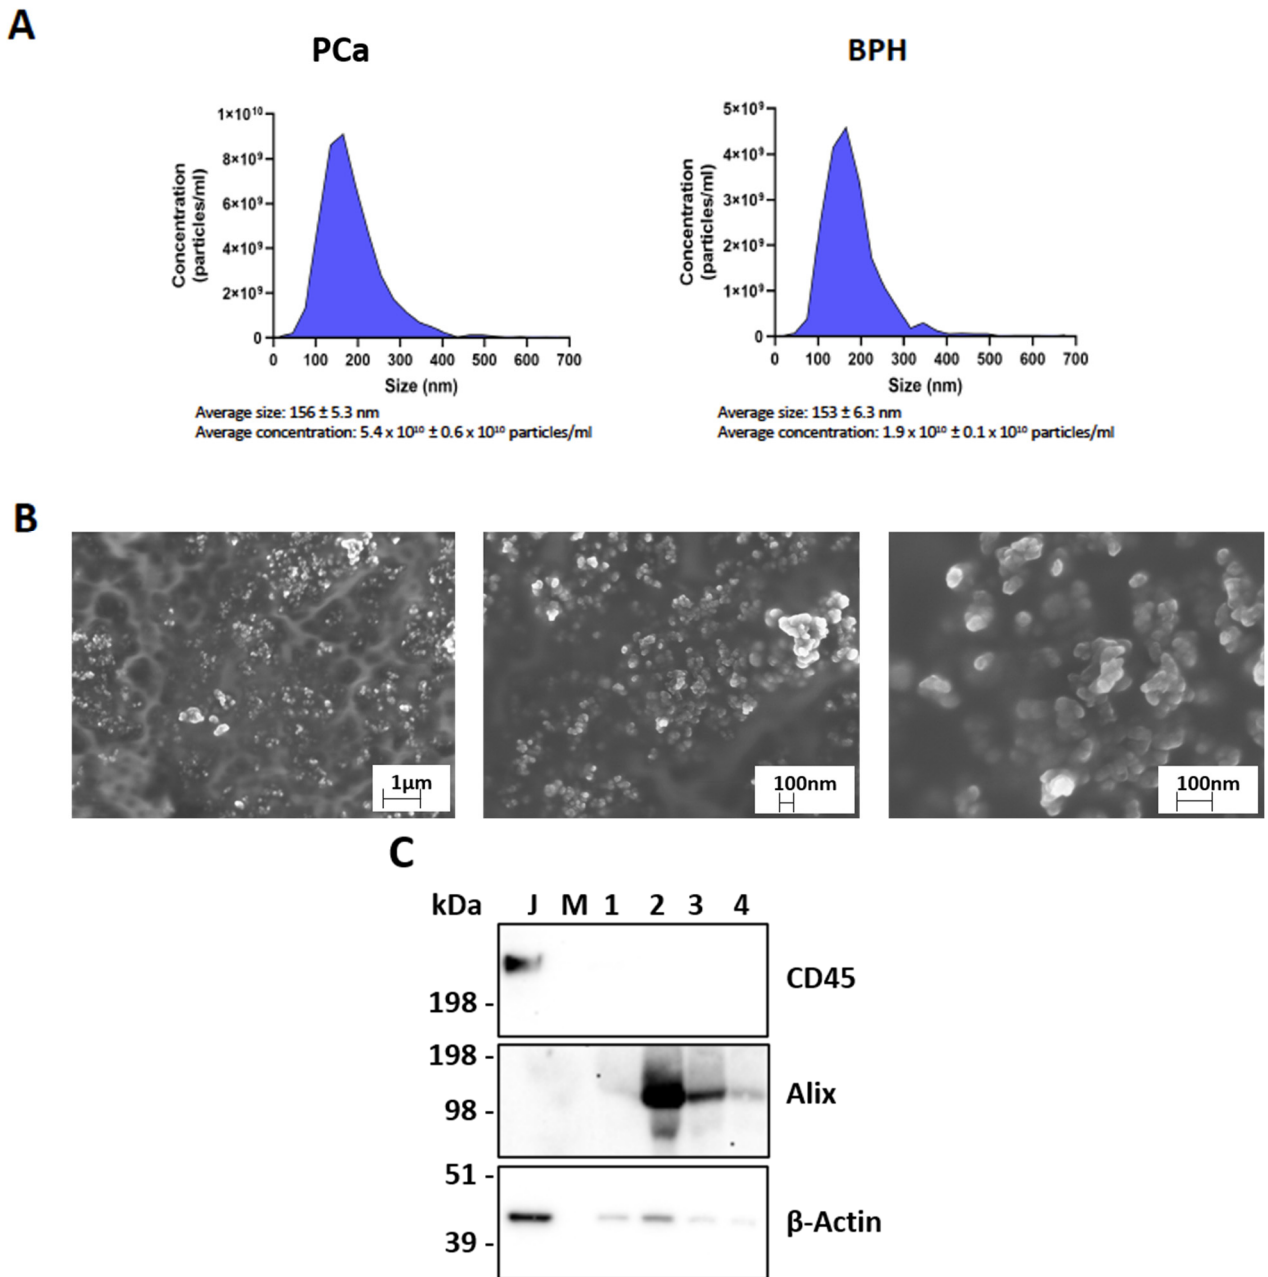 A
PCa
BPH
Concentration
(particles/ml)
1×10¹⁰
8×10⁹
6×10⁹
4×10⁹
2×10⁹
0
0 100 200 300 400 500 600 700
Size (nm)
Average size: 156 ± 5.3 nm
Average concentration: 5.4 x 10¹⁰ ± 0.6 x 10¹⁰ particles/ml
Concentration
(particles/ml)
5×10⁹
4×10⁹
3×10⁹
2×10⁹
1×10⁹
0
0 100 200 300 400 500 600 700
Size (nm)
Average size: 153 ± 6.3 nm
Average concentration: 1.9 x 10¹⁰ ± 0.1 x 10¹⁰ particles/ml
B
1μm
100nm
100nm
C
kDa J M 1 2 3 4
198 -
CD45
198 -
98 -
Alix
51 -
39 -
β-Actin